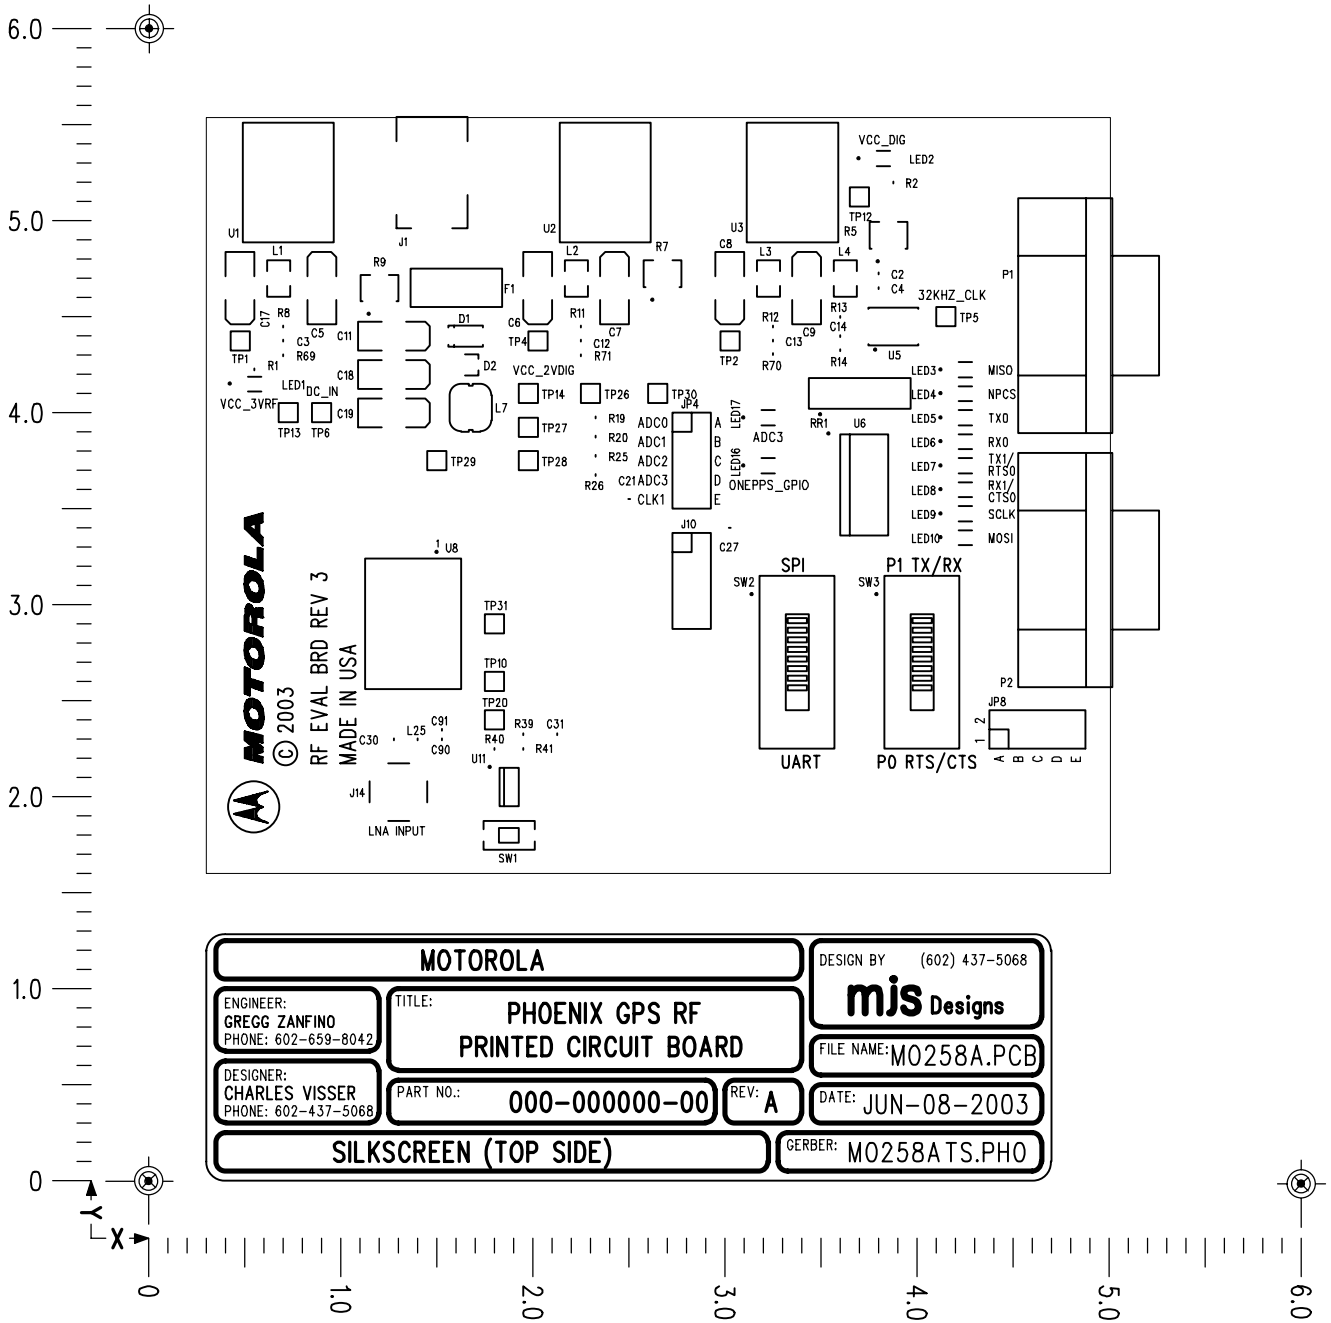 6.0
5.0
4.0
3.0
2.0
1.0
0
Y
X
0
1.0
2.0
3.0
4.0
5.0
6.0
VCC_DIG
LED2
R2
TP12
U1
J1
U2
U3
R5
C8
L1
R9
L2
R7
L3
L4
C2
C4
P1
F1
32KHZ_CLK
TP5
C17
R8
C5
C11
D1
C6
R11
C7
R12
C9
R13
C14
C3
R69
TP1
TP4
C12
R71
TP2
C13
R70
R14
U5
R1
D2
LED1
DC_IN
C18
VCC_2VDIG
VCC_3VRF
TP13
TP6
C19
L7
TP14
TP26
TP30
JP4
LED17
ADC3
RR1
U6
TP27
TP28
TP29
R19
R20
R25
R26
C21
ADC0
ADC1
ADC2
ADC3
CLK1
A
B
C
D
E
LED16
ONEPPS_GPIO
LED3 MISO
LED4 NPCS
LED5 TX0
LED6 RX0
LED7 TX1/
RTS0
LED8 RX1/
CTS0
LED9 SCLK
LED10 MOSI
J10
C27
MOTOROLA
© 2003
RF EVAL BRD REV 3
MADE IN USA
1 U8
TP31
TP10
TP20
SPI
SW2
UART
P1 TX/RX
SW3
P0 RTS/CTS
P2
JP8
1 2
A
B
C
D
E
C30
L25
C91
C90
R39
C31
R40
R41
U11
J14
LNA INPUT
SW1
MOTOROLA
DESIGN BY (602) 437-5068
mjs Designs
ENGINEER:
GREGG ZANFINO
PHONE: 602-659-8042
TITLE:
PHOENIX GPS RF
PRINTED CIRCUIT BOARD
FILE NAME: M0258A.PCB
DESIGNER:
CHARLES VISSER
PHONE: 602-437-5068
PART NO.: 000-000000-00
REV: A
DATE: JUN-08-2003
SILKSCREEN (TOP SIDE)
GERBER: M0258ATS.PHO